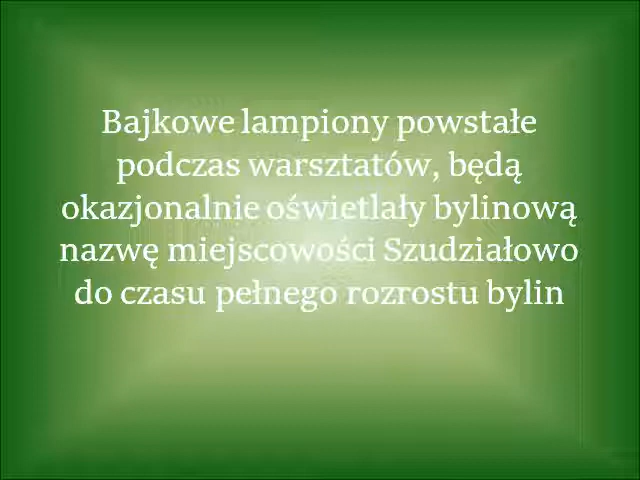 Bajkowe lampiony powstałe
podczas warsztatów, będą
okazjonalnie oświetlały bylinową
nazwę miejscowości Szudziałowo
do czasu pełnego rozrostu bylin